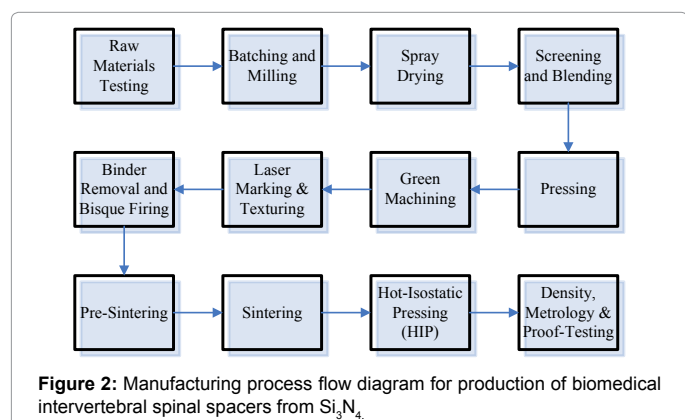 Raw
Materials
Testing
Batching and
Milling
Spray
Drying
Screening
and Blending
Binder
Removal and
Bisque Firing
Laser
Marking &
Texturing
Green
Machining
Pressing
Pre-Sintering
Sintering
Hot-Isostatic
Pressing
(HIP)
Density,
Metrology &
Proof-Testing
Figure 2: Manufacturing process flow diagram for production of biomedical
intervertebral spinal spacers from Si₃N₄.